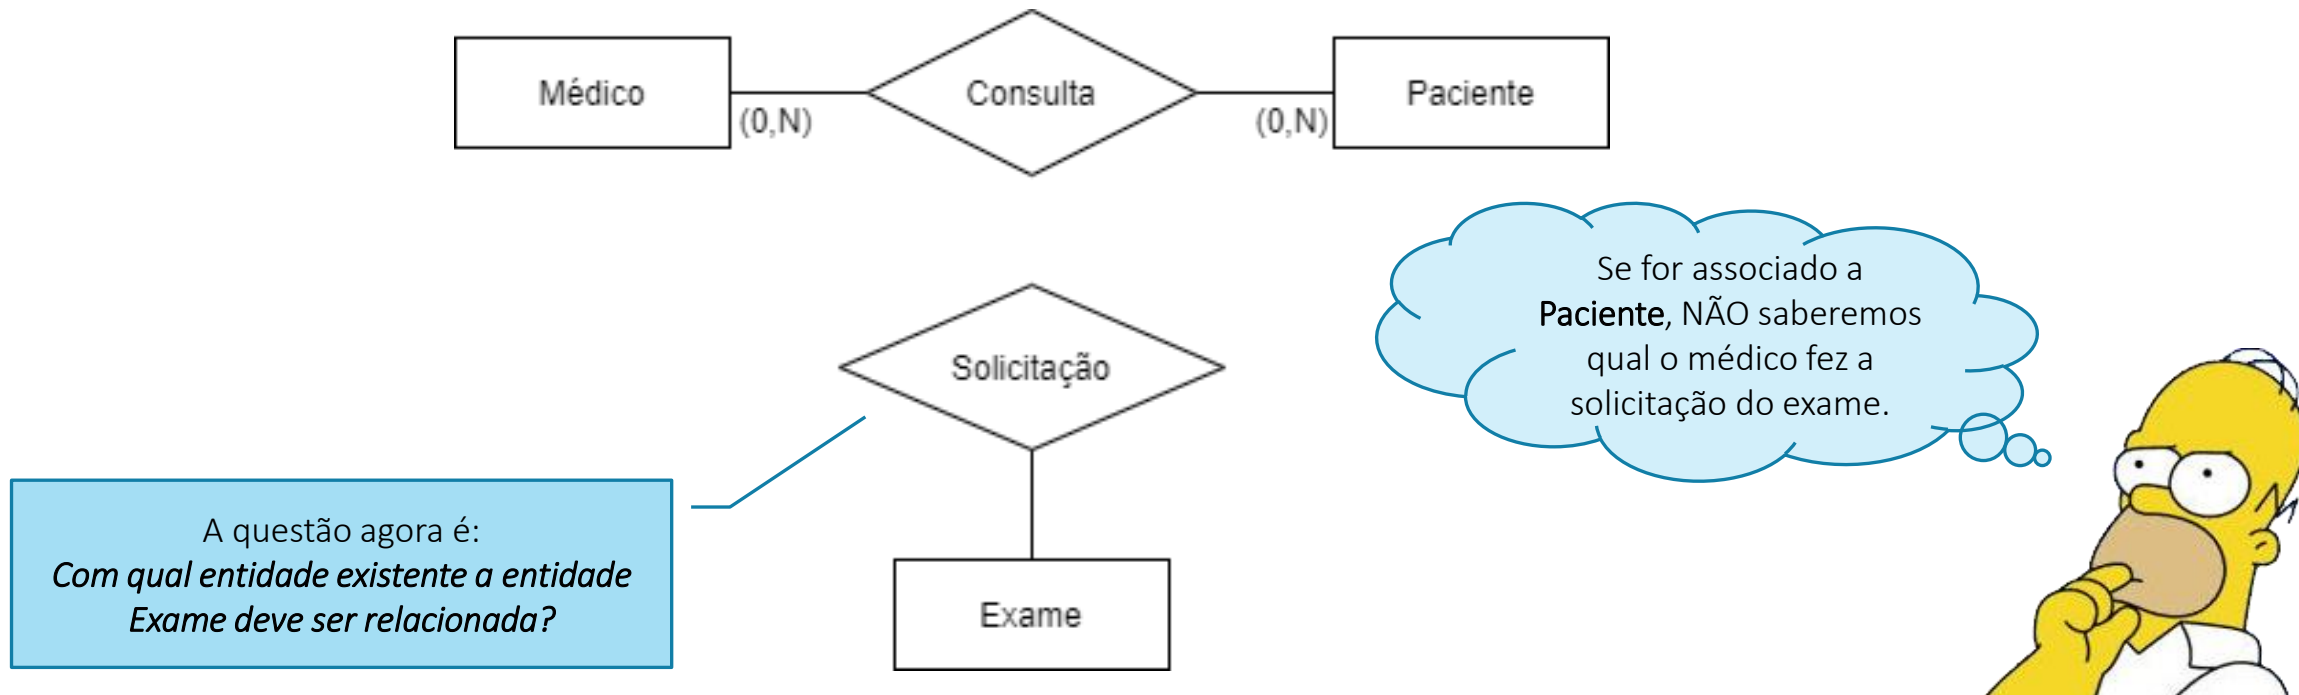 Médico
Consulta
Paciente
(0,N)
(0,N)
Se for associado a
Paciente, NÃO saberemos
qual o médico fez a
solicitação do exame.
Solicitação
A questão agora é:
Com qual entidade existente a entidade
Exame deve ser relacionada?
Exame